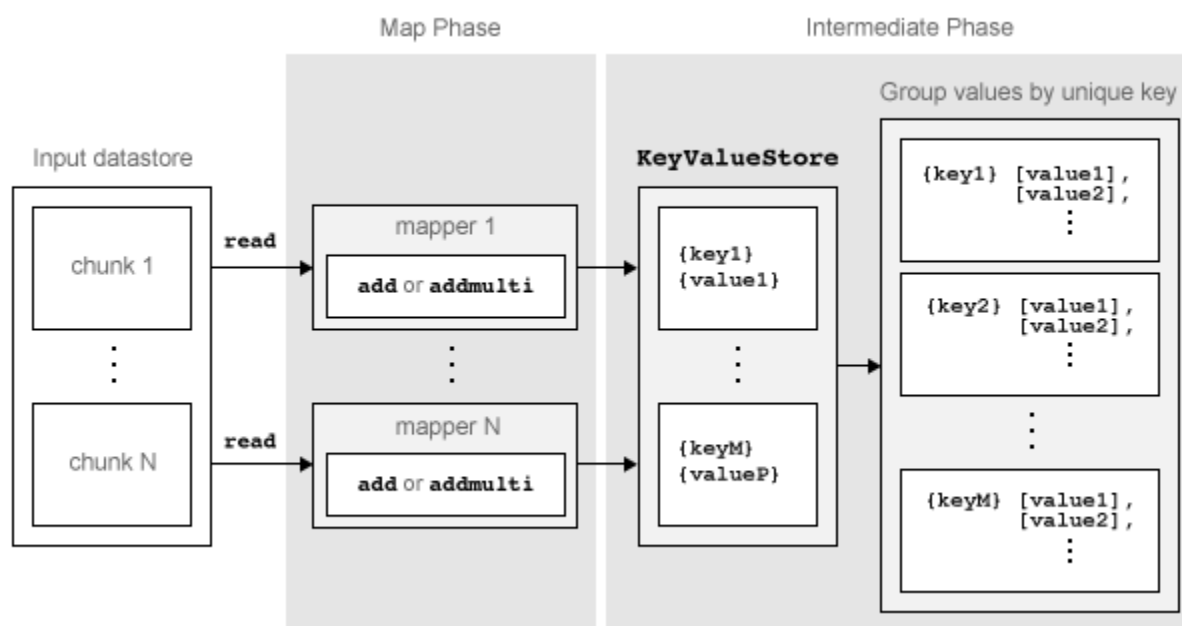 Map Phase
Intermediate Phase
Group values by unique key
Input datastore
KeyValueStore
chunk 1
read
mapper 1
add or addmulti
{key1}
{value1}
{key1} [value1],
[value2],
⋮
{key2} [value1],
[value2],
⋮
⋮
⋮
⋮
⋮
chunk N
read
mapper N
add or addmulti
{keyM}
{valueP}
{keyM} [value1],
[value2],
⋮